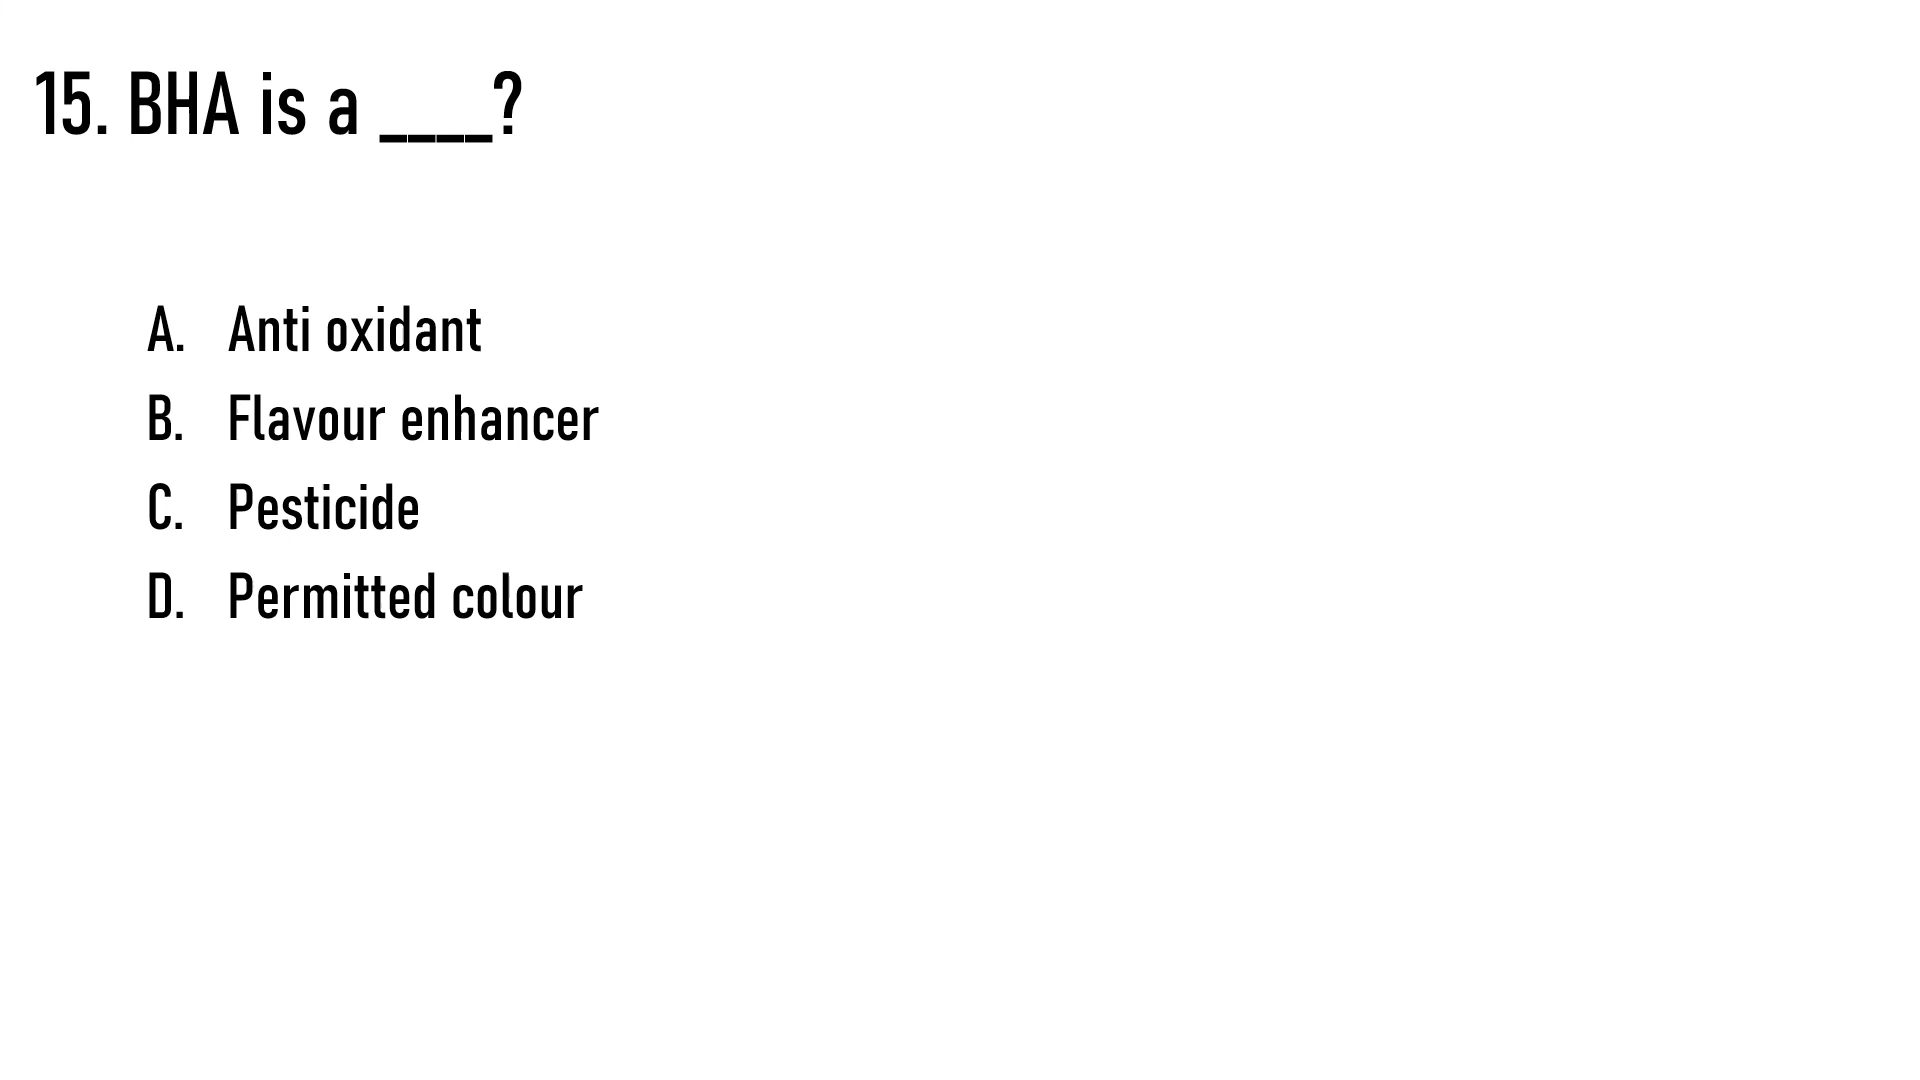 15. BHA is a ____?
A. Anti oxidant
B. Flavour enhancer
C. Pesticide
D. Permitted colour